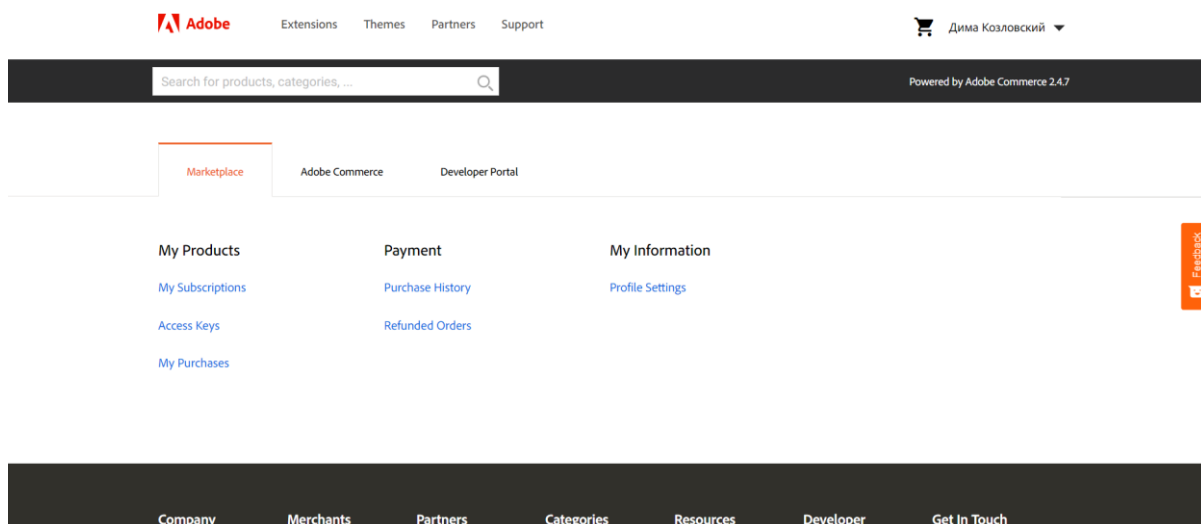 Adobe
Extensions Themes Partners Support
Дима Козловский
Search for products, categories, ...
Powered by Adobe Commerce 2.4.7
Marketplace Adobe Commerce Developer Portal
My Products Payment My Information
My Subscriptions Purchase History Profile Settings
Access Keys Refunded Orders
My Purchases
Feedback
Company Merchants Partners Categories Resources Developer Get In Touch